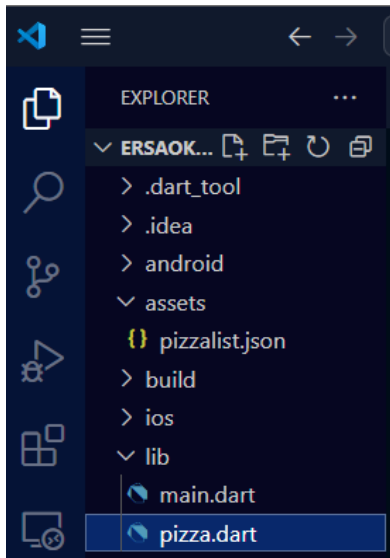 EXPLORER
ERSAOK...
.dart_tool
.idea
android
assets
{} pizzalist.json
build
ios
lib
main.dart
pizza.dart